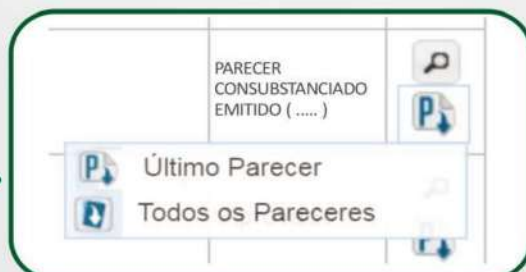 PARECER
CONSUBSTANCIADO
EMITIDO ( ..... )
Último Parecer
Todos os Pareceres